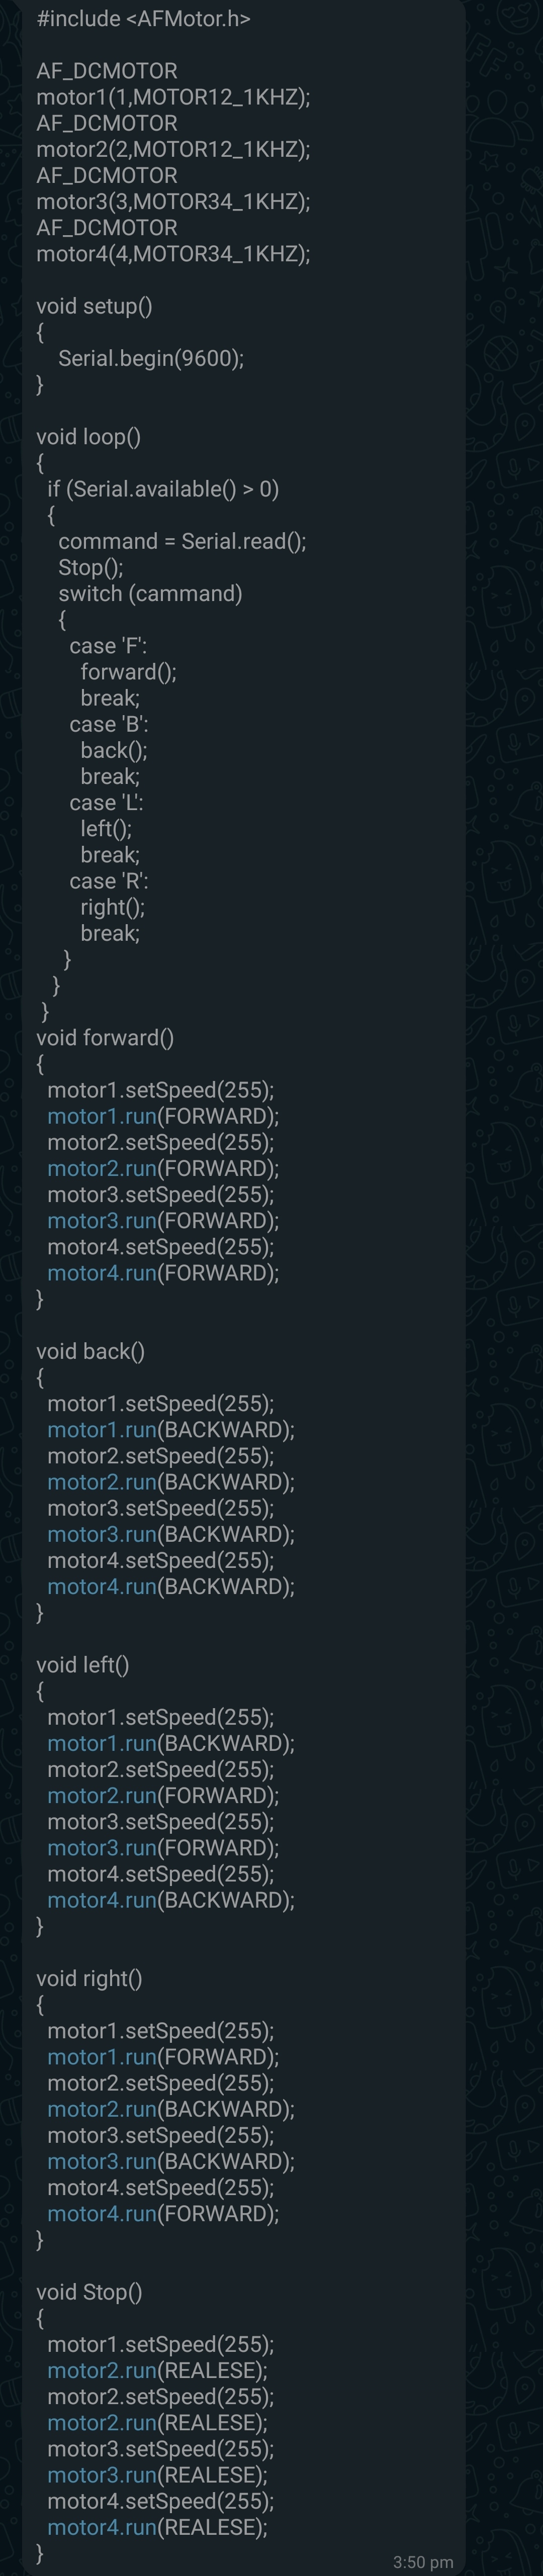 #include <AFMotor.h>

AF_DCMOTOR
motor1(1,MOTOR12_1KHZ);
AF_DCMOTOR
motor2(2,MOTOR12_1KHZ);
AF_DCMOTOR
motor3(3,MOTOR34_1KHZ);
AF_DCMOTOR
motor4(4,MOTOR34_1KHZ);

void setup()
{
    Serial.begin(9600);
}

void loop()
{
  if (Serial.available() > 0)
  {
    command = Serial.read();
    Stop();
    switch (cammand)
    {
      case 'F':
        forward();
        break;
      case 'B':
        back();
        break;
      case 'L':
        left();
        break;
      case 'R':
        right();
        break;
     }
   }
 }
void forward()
{
  motor1.setSpeed(255);
  motor1.run(FORWARD);
  motor2.setSpeed(255);
  motor2.run(FORWARD);
  motor3.setSpeed(255);
  motor3.run(FORWARD);
  motor4.setSpeed(255);
  motor4.run(FORWARD);
}

void back()
{
  motor1.setSpeed(255);
  motor1.run(BACKWARD);
  motor2.setSpeed(255);
  motor2.run(BACKWARD);
  motor3.setSpeed(255);
  motor3.run(BACKWARD);
  motor4.setSpeed(255);
  motor4.run(BACKWARD);
}

void left()
{
  motor1.setSpeed(255);
  motor1.run(BACKWARD);
  motor2.setSpeed(255);
  motor2.run(FORWARD);
  motor3.setSpeed(255);
  motor3.run(FORWARD);
  motor4.setSpeed(255);
  motor4.run(BACKWARD);
}

void right()
{
  motor1.setSpeed(255);
  motor1.run(FORWARD);
  motor2.setSpeed(255);
  motor2.run(BACKWARD);
  motor3.setSpeed(255);
  motor3.run(BACKWARD);
  motor4.setSpeed(255);
  motor4.run(FORWARD);
}

void Stop()
{
  motor1.setSpeed(255);
  motor2.run(REALESE);
  motor2.setSpeed(255);
  motor2.run(REALESE);
  motor3.setSpeed(255);
  motor3.run(REALESE);
  motor4.setSpeed(255);
  motor4.run(REALESE);
}
3:50 pm